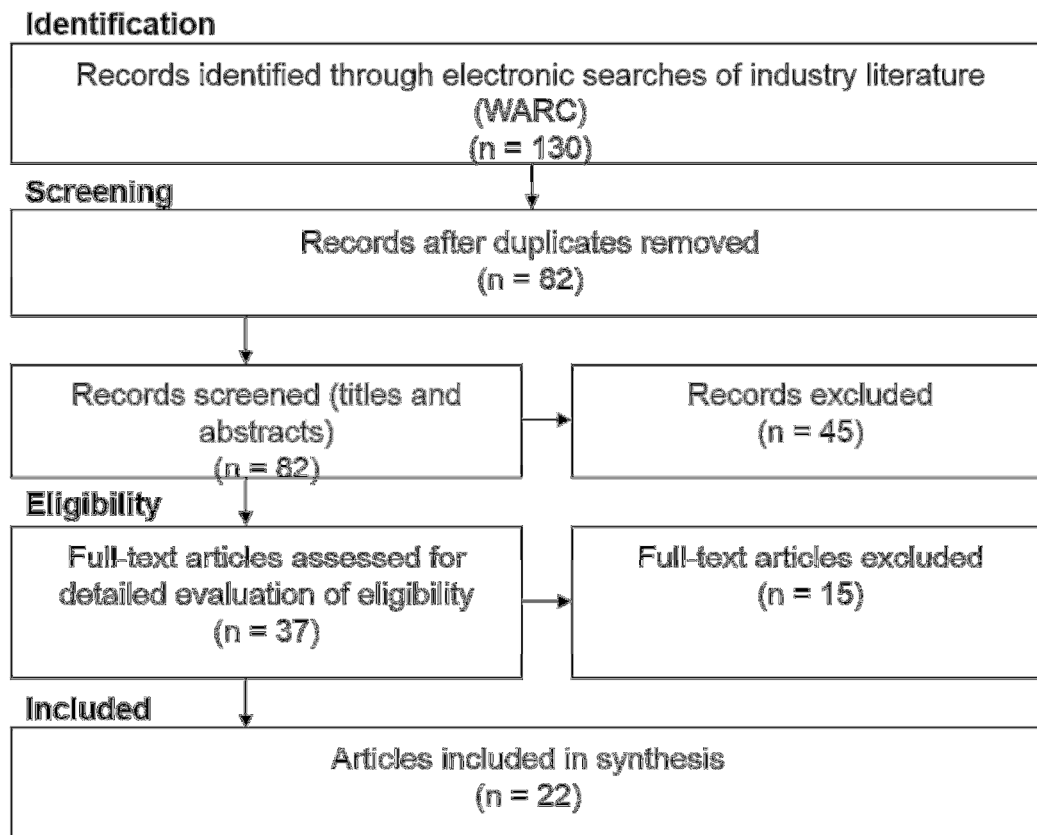 Identification
Records identified through electronic searches of industry literature
(WARC)
(n = 130)
Screening
Records after duplicates removed
(n = 82)
Records screened (titles and
abstracts)
(n = 82)
Records excluded
(n = 45)
Eligibility
Full-text articles assessed for
detailed evaluation of eligibility
(n = 37)
Full-text articles excluded
(n = 15)
Included
Articles included in synthesis
(n = 22)